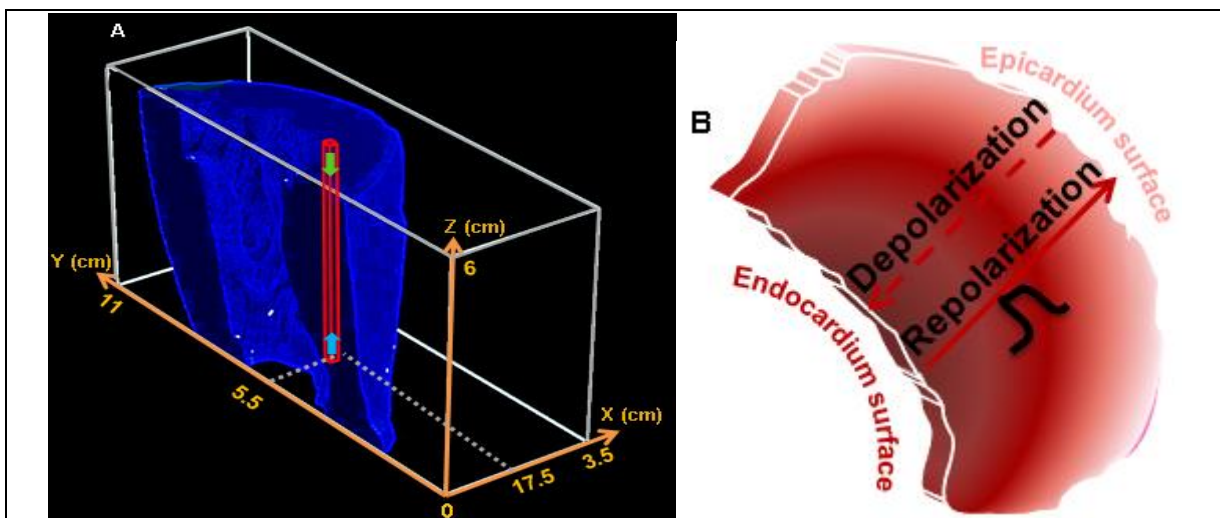 A
Z (cm)
6
Y (cm)
11
5.5
0
17.5
3.5
X (cm)
B
Epicardium surface
Depolarization
Repolarization
Endocardium surface